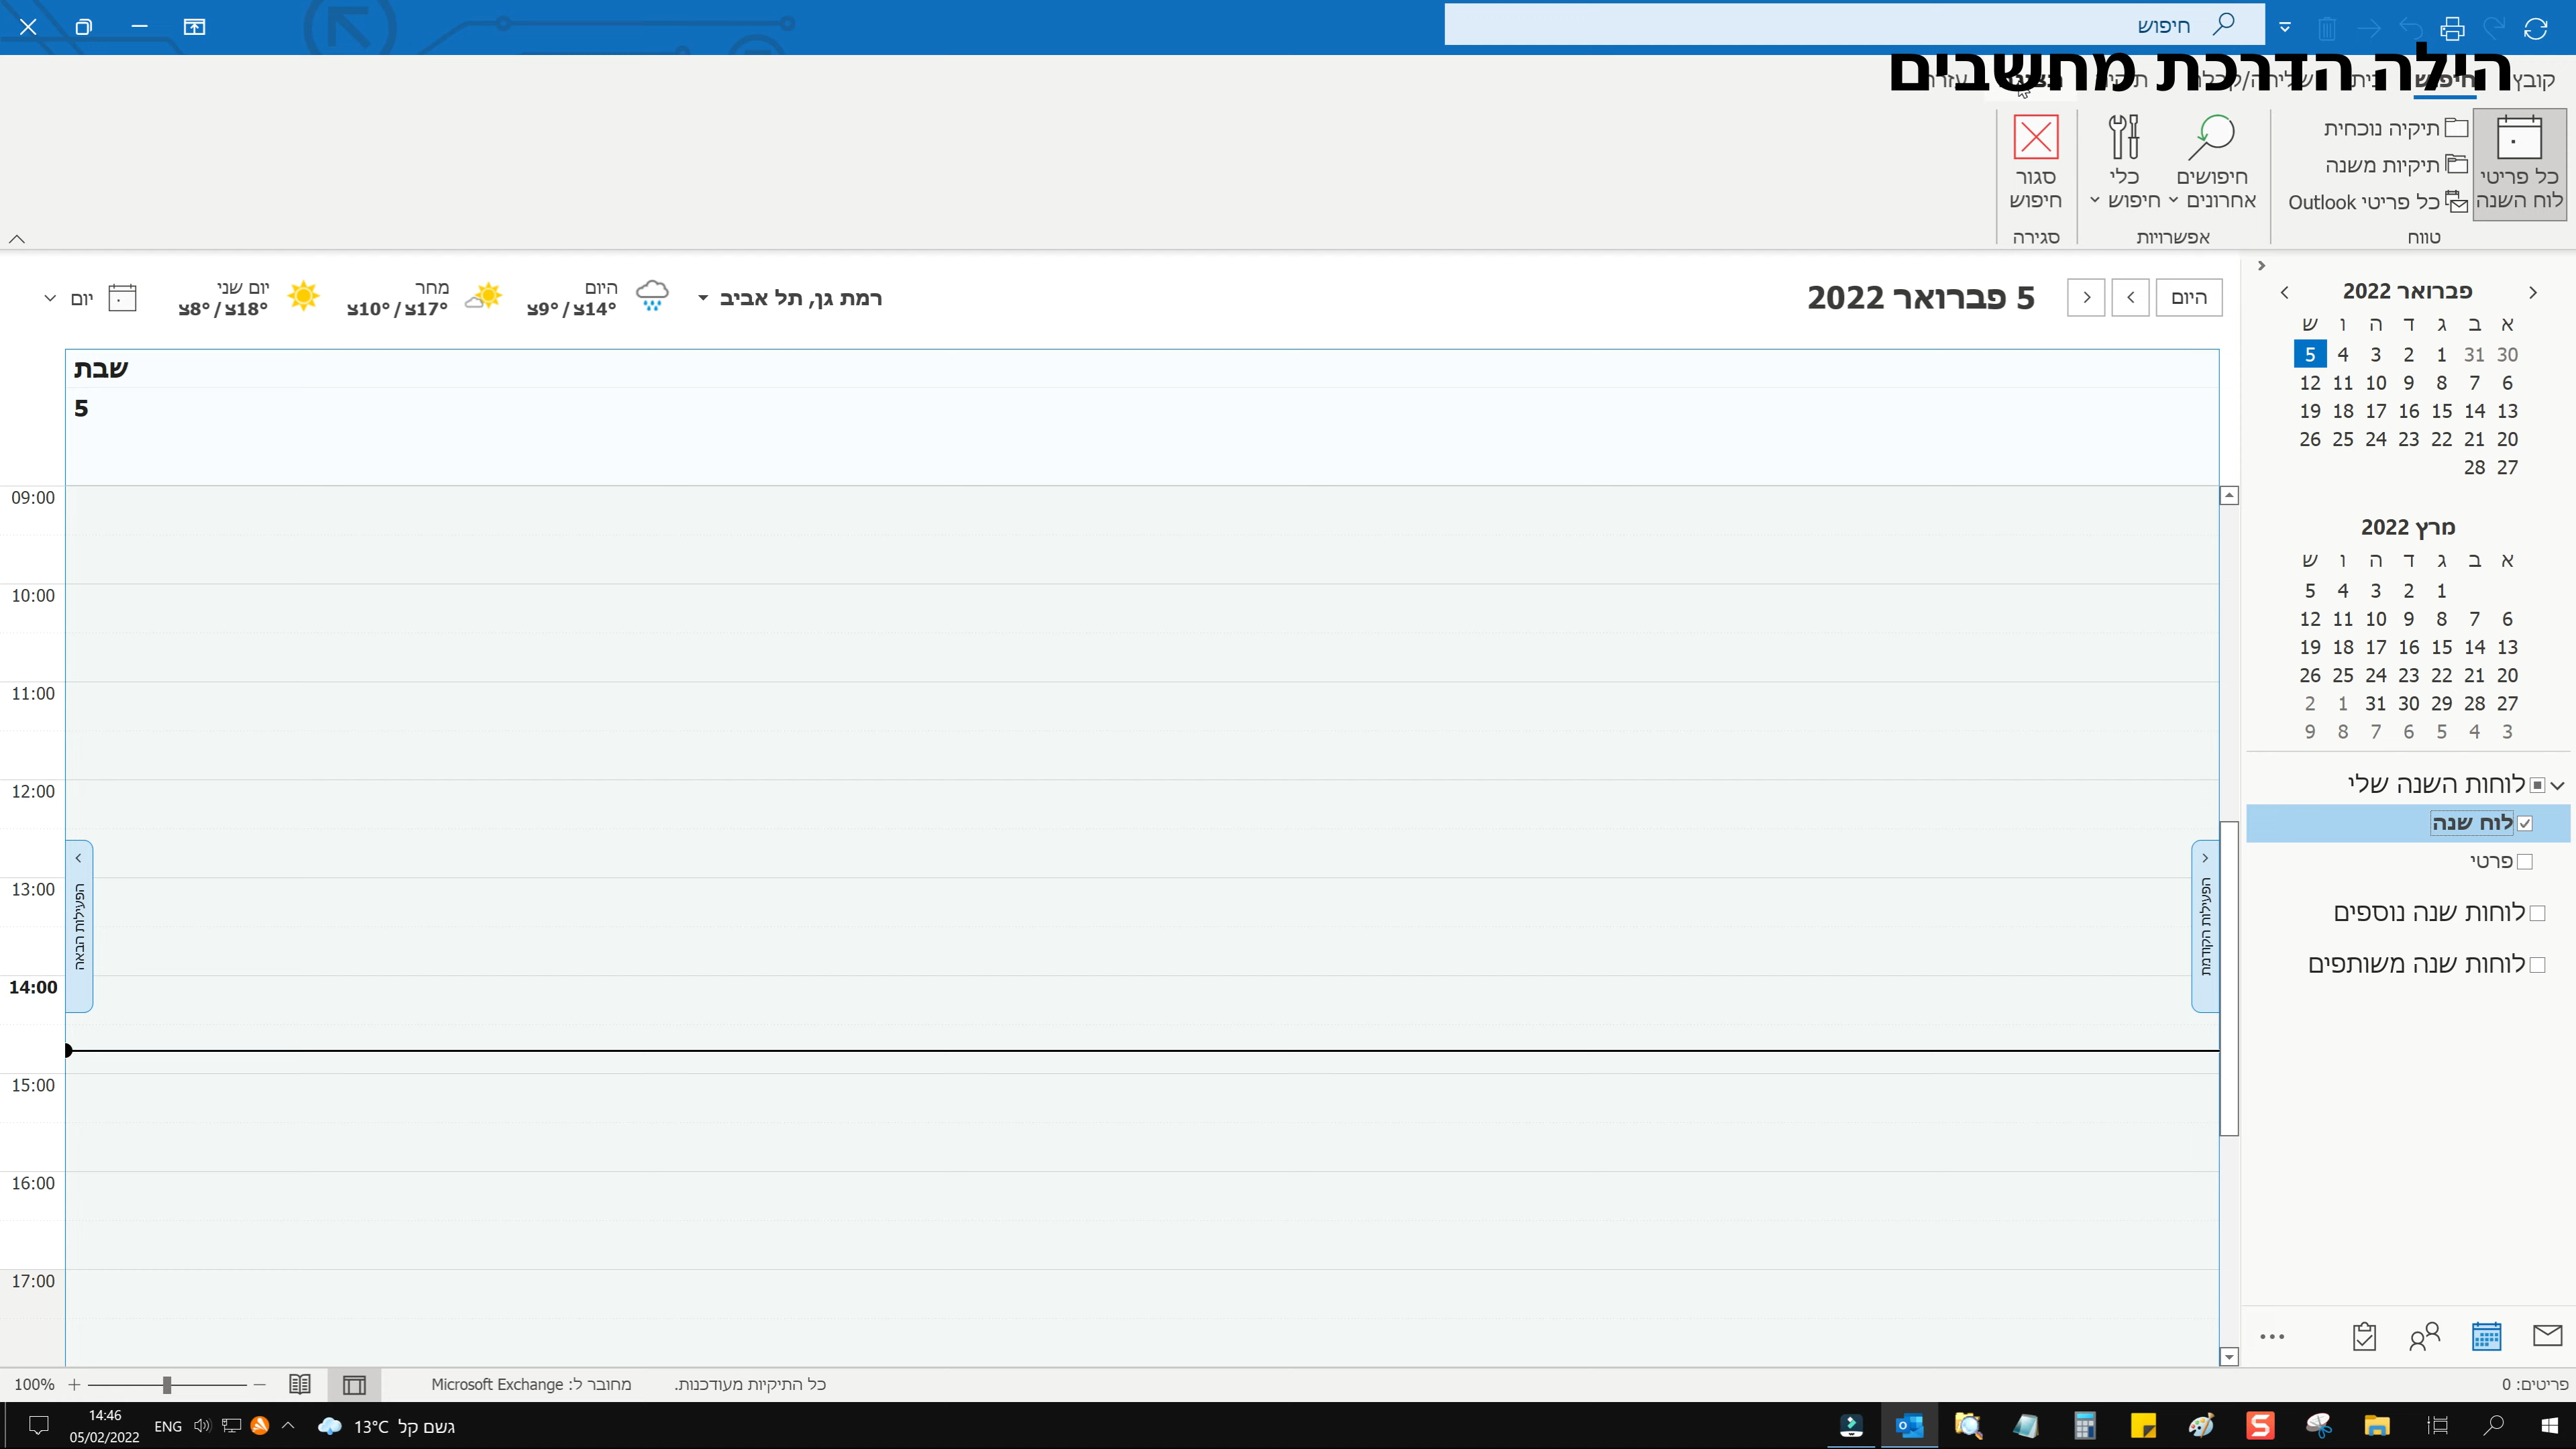 חיפוש
הילה הדרכת מחשבים
קובץ
חיפוש
עזרה
כל פריטי לוח השנה
תיקיה נוכחית
תיקיות משנה
כל פריטי Outlook
טווח
חיפושים אחרונים
כלי חיפוש
אפשרויות
סגור חיפוש
סגירה
פברואר 2022
א ב ג ד ה ו ש
30 31 1 2 3 4 5
6 7 8 9 10 11 12
13 14 15 16 17 18 19
20 21 22 23 24 25 26
27 28
מרץ 2022
א ב ג ד ה ו ש
1 2 3 4 5
6 7 8 9 10 11 12
13 14 15 16 17 18 19
20 21 22 23 24 25 26
27 28 29 30 31 1 2
3 4 5 6 7 8 9
לוחות השנה שלי
לוח שנה
פרטי
לוחות שנה נוספים
לוחות שנה משותפים
היום
5 פברואר 2022
רמת גן, תל אביב
היום
14°צ / 9°צ
מחר
17°צ / 10°צ
יום שני
18°צ / 8°צ
יום
שבת
5
09:00
10:00
11:00
12:00
13:00
14:00
15:00
16:00
17:00
הפעילות הקודמת
הפעילות הבאה
פריטים: 0
כל התיקיות מעודכנות.
מחובר ל: Microsoft Exchange
100%
גשם קל 13°C
ENG
14:46
05/02/2022